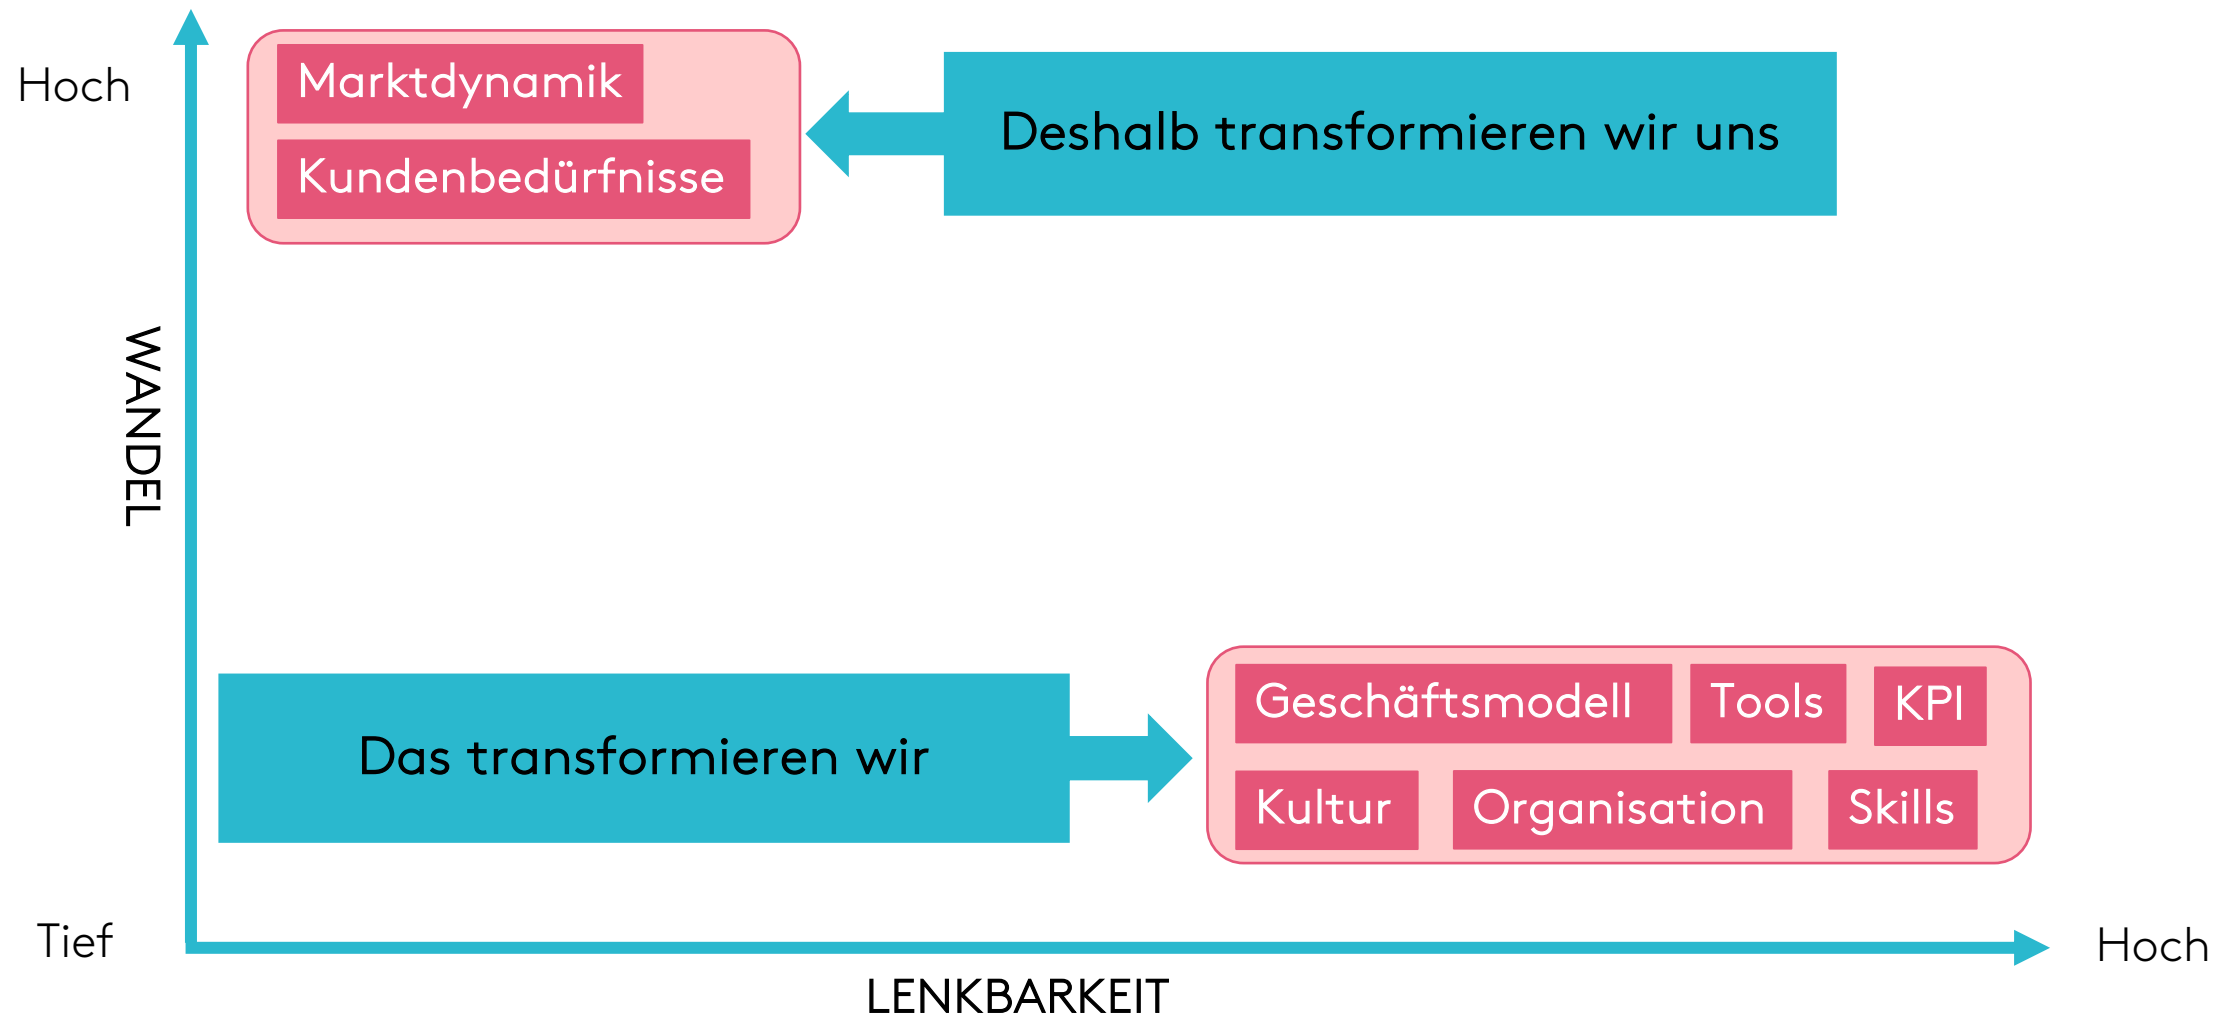 Hoch
Marktdynamik
Kundenbedürfnisse
Deshalb transformieren wir uns
WANDEL
Das transformieren wir
Geschäftsmodell
Tools
KPI
Kultur
Organisation
Skills
Tief
Hoch
LENKBARKEIT